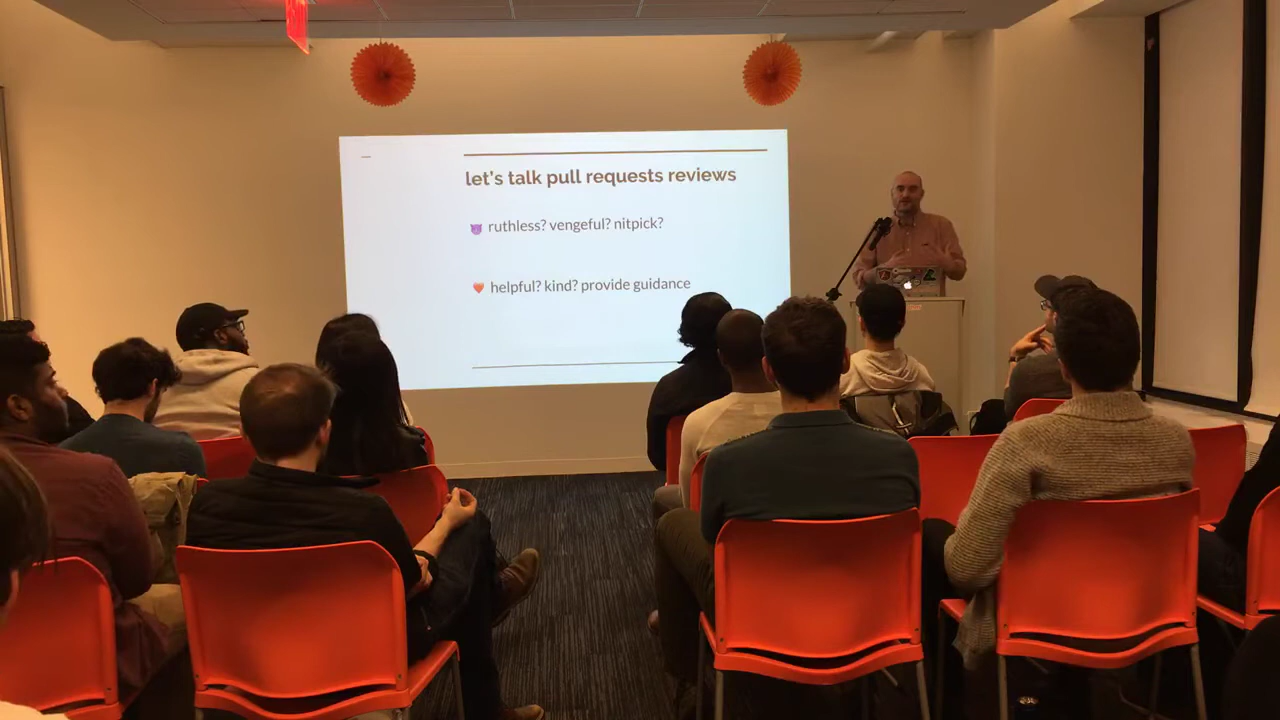 let's talk pull requests reviews
😈 ruthless? vengeful? nitpick?
❤️ helpful? kind? provide guidance